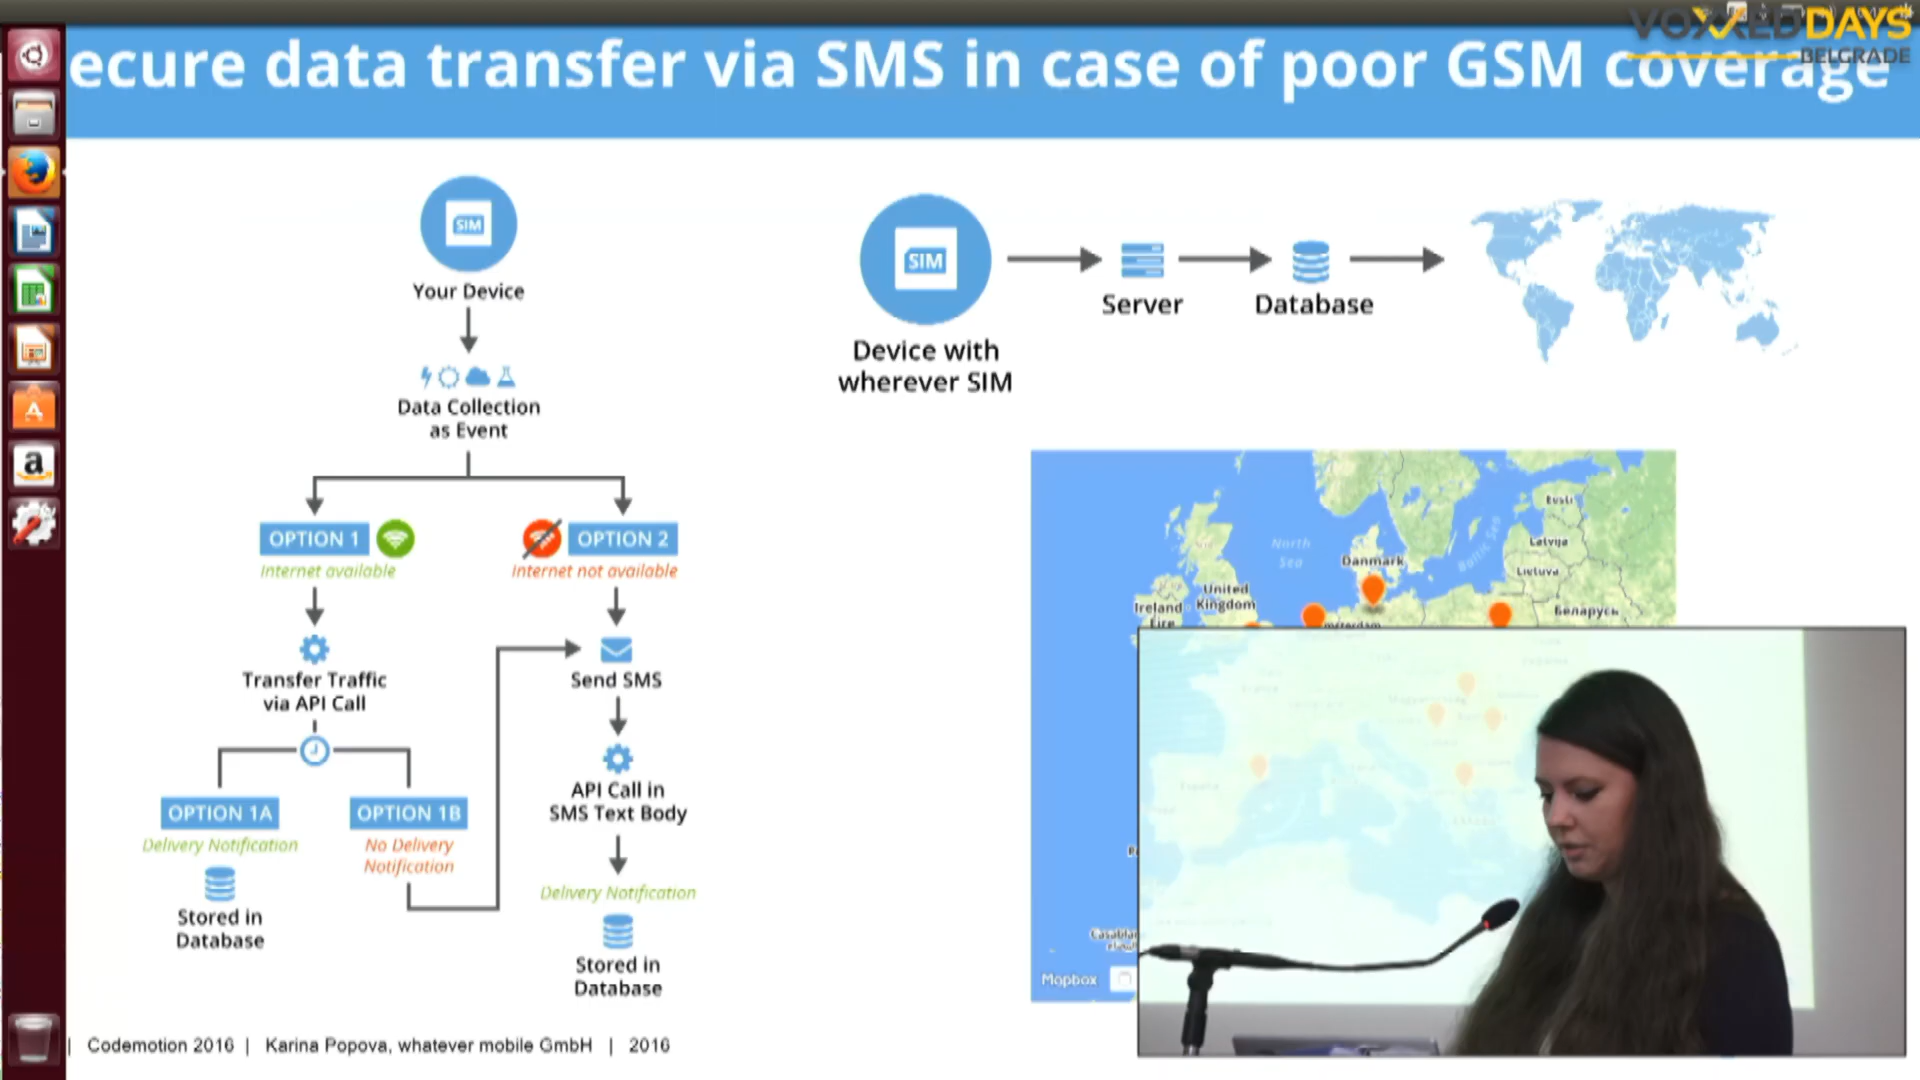 VOXXED DAYS
BELGRADE
ecure data transfer via SMS in case of poor GSM coverage
SIM
Your Device
Data Collection
as Event
OPTION 1
Internet available
OPTION 2
Internet not available
Transfer Traffic
via API Call
Send SMS
OPTION 1A
Delivery Notification
Stored in
Database
OPTION 1B
No Delivery
Notification
API Call in
SMS Text Body
Delivery Notification
Stored in
Database
SIM
Device with
wherever SIM
Server
Database
North
Sea
Baltic Sea
Danmark
Eesti
Latvija
Lietuva
Беларусь
United
Kingdom
Ireland
Éire
Mapbox
| Codemotion 2016 | Karina Popova, whatever mobile GmbH | 2016